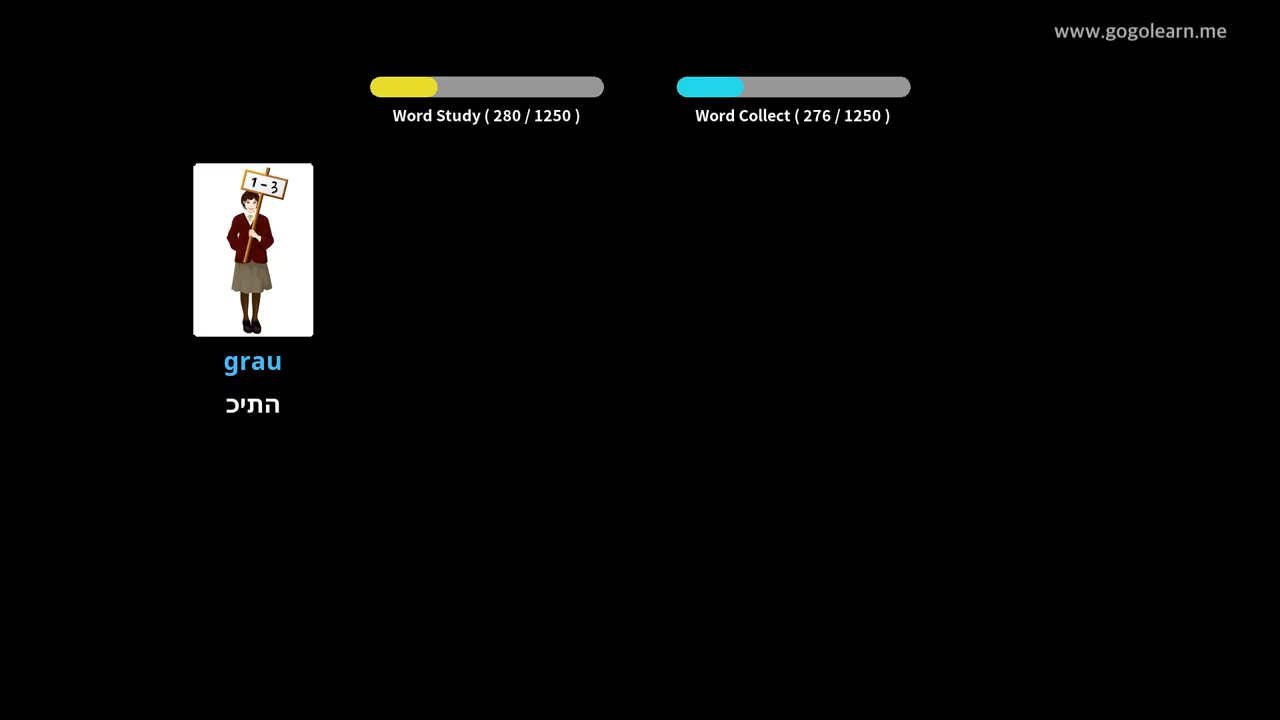 www.gogolearn.me
Word Study ( 280 / 1250 )
Word Collect ( 276 / 1250 )
1 - 3
grau
התיכ